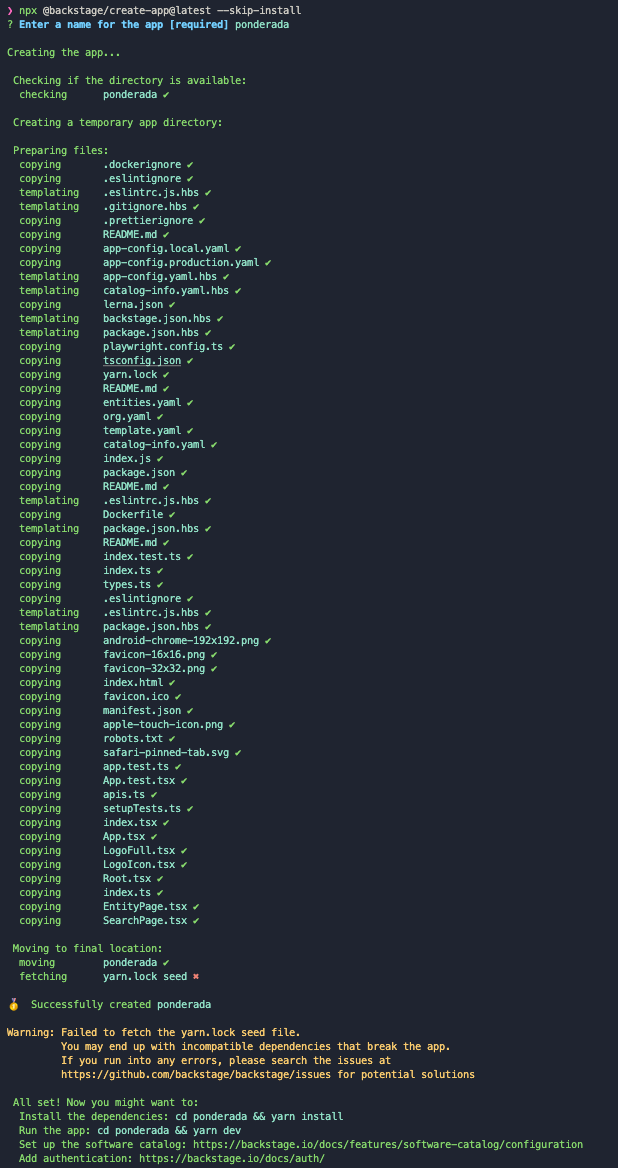 ❯ npx @backstage/create-app@latest --skip-install
? Enter a name for the app [required] ponderada
Creating the app...
Checking if the directory is available:
checking ponderada ✔
Creating a temporary app directory:
Preparing files:
copying .dockerignore ✔
copying .eslintignore ✔
templating .eslintrc.js.hbs ✔
templating .gitignore.hbs ✔
copying .prettierignore ✔
copying README.md ✔
copying app-config.local.yaml ✔
copying app-config.production.yaml ✔
templating app-config.yaml.hbs ✔
templating catalog-info.yaml.hbs ✔
copying lerna.json ✔
templating backstage.json.hbs ✔
templating package.json.hbs ✔
copying playwright.config.ts ✔
copying tsconfig.json ✔
copying yarn.lock ✔
copying README.md ✔
copying entities.yaml ✔
copying org.yaml ✔
copying template.yaml ✔
copying catalog-info.yaml ✔
copying index.js ✔
copying package.json ✔
copying README.md ✔
templating .eslintrc.js.hbs ✔
copying Dockerfile ✔
templating package.json.hbs ✔
copying README.md ✔
copying index.test.ts ✔
copying index.ts ✔
copying types.ts ✔
copying .eslintignore ✔
templating .eslintrc.js.hbs ✔
templating package.json.hbs ✔
copying android-chrome-192x192.png ✔
copying favicon-16x16.png ✔
copying favicon-32x32.png ✔
copying index.html ✔
copying favicon.ico ✔
copying manifest.json ✔
copying apple-touch-icon.png ✔
copying robots.txt ✔
copying safari-pinned-tab.svg ✔
copying app.test.ts ✔
copying App.test.tsx ✔
copying apis.ts ✔
copying setupTests.ts ✔
copying index.tsx ✔
copying App.tsx ✔
copying LogoFull.tsx ✔
copying LogoIcon.tsx ✔
copying Root.tsx ✔
copying index.ts ✔
copying EntityPage.tsx ✔
copying SearchPage.tsx ✔
Moving to final location:
moving ponderada ✔
fetching yarn.lock seed ✖
🥇 Successfully created ponderada
Warning: Failed to fetch the yarn.lock seed file.
You may end up with incompatible dependencies that break the app.
If you run into any errors, please search the issues at
https://github.com/backstage/backstage/issues for potential solutions
All set! Now you might want to:
Install the dependencies: cd ponderada && yarn install
Run the app: cd ponderada && yarn dev
Set up the software catalog: https://backstage.io/docs/features/software-catalog/configuration
Add authentication: https://backstage.io/docs/auth/